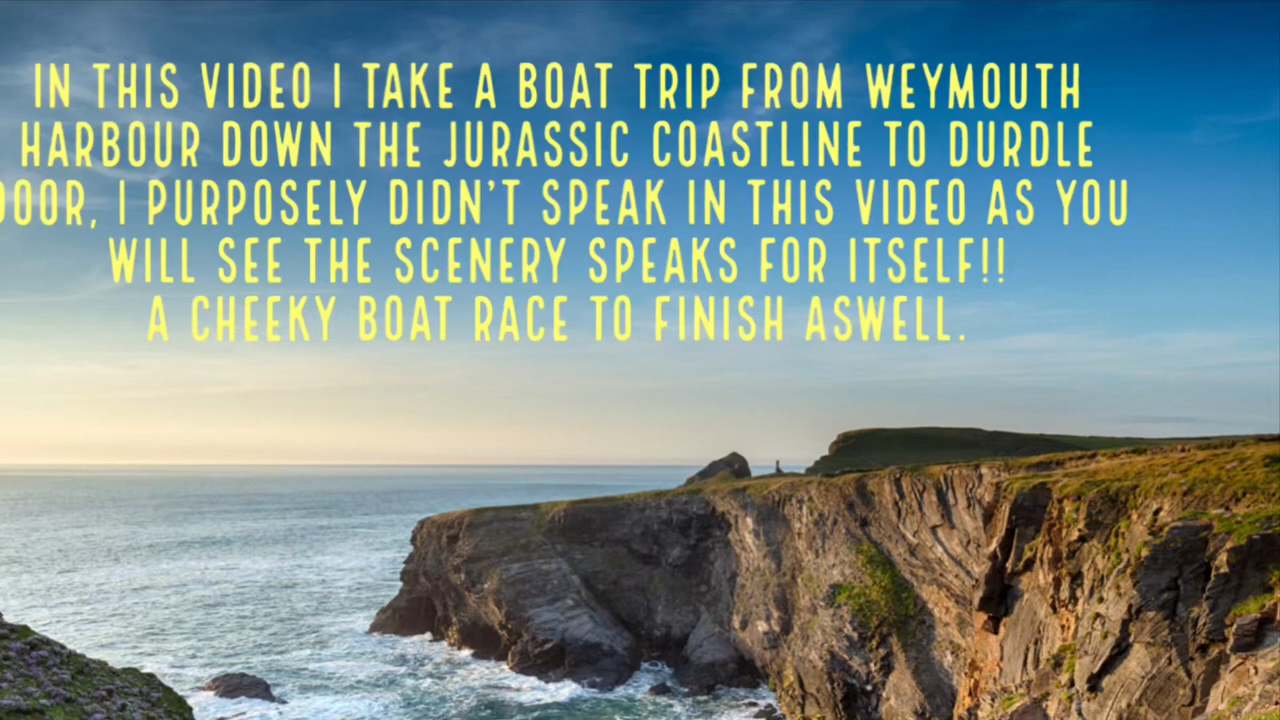 IN THIS VIDEO I TAKE A BOAT TRIP FROM WEYMOUTH
HARBOUR DOWN THE JURASSIC COASTLINE TO DURDLE
DOOR, I PURPOSELY DIDN'T SPEAK IN THIS VIDEO AS YOU
WILL SEE THE SCENERY SPEAKS FOR ITSELF!!
A CHEEKY BOAT RACE TO FINISH ASWELL.